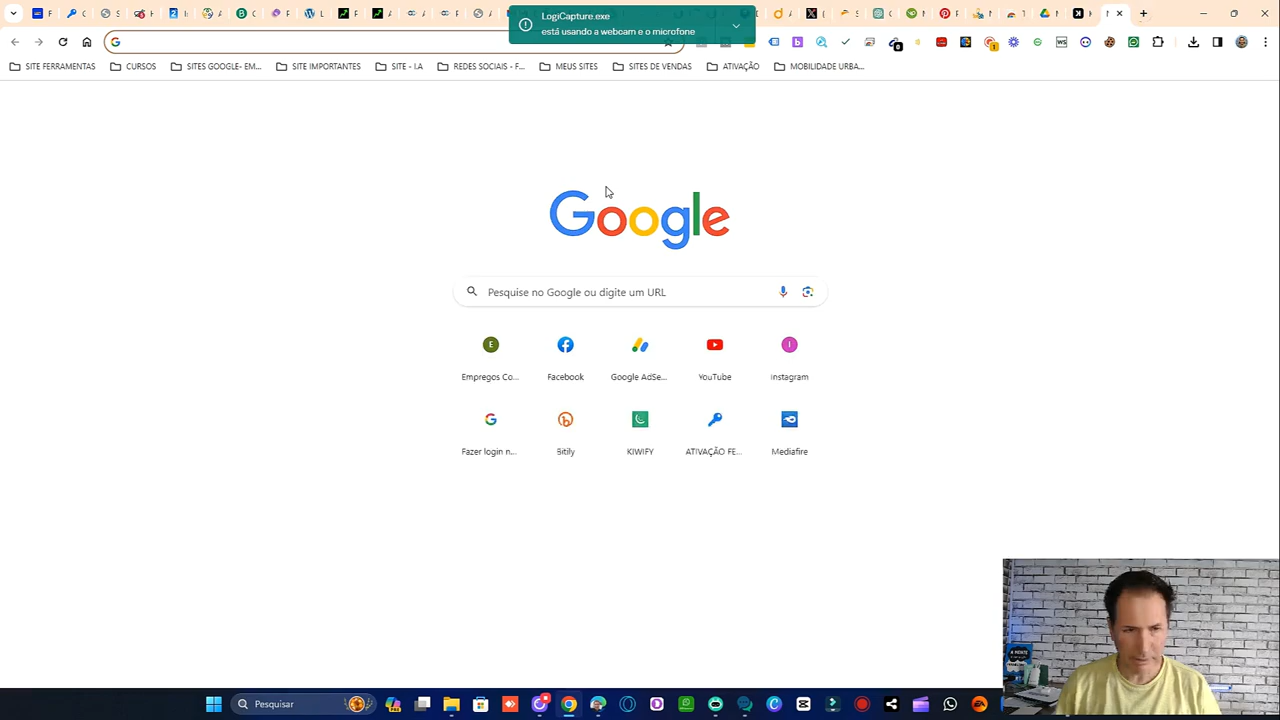 LogiCapture.exe
está usando a webcam e o microfone
SITE FERRAMENTAS
CURSOS
SITES GOOGLE- EM...
SITE IMPORTANTES
SITE - I.A
REDES SOCIAIS - F...
MEUS SITES
SITES DE VENDAS
ATIVAÇÃO
MOBILIDADE URBA...
Google
Pesquise no Google ou digite um URL
Empregos Co...
Facebook
Google AdSe...
YouTube
Instagram
Fazer login n...
Bitily
KIWIFY
ATIVAÇÃO FE...
Mediafire
Pesquisar